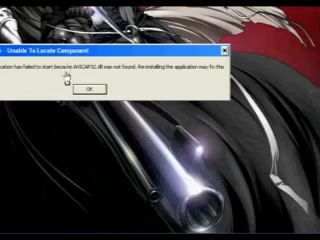 - Unable To Locate Component
cation has failed to start because AVICAP32.dll was not found. Re-installing the application may fix this
OK